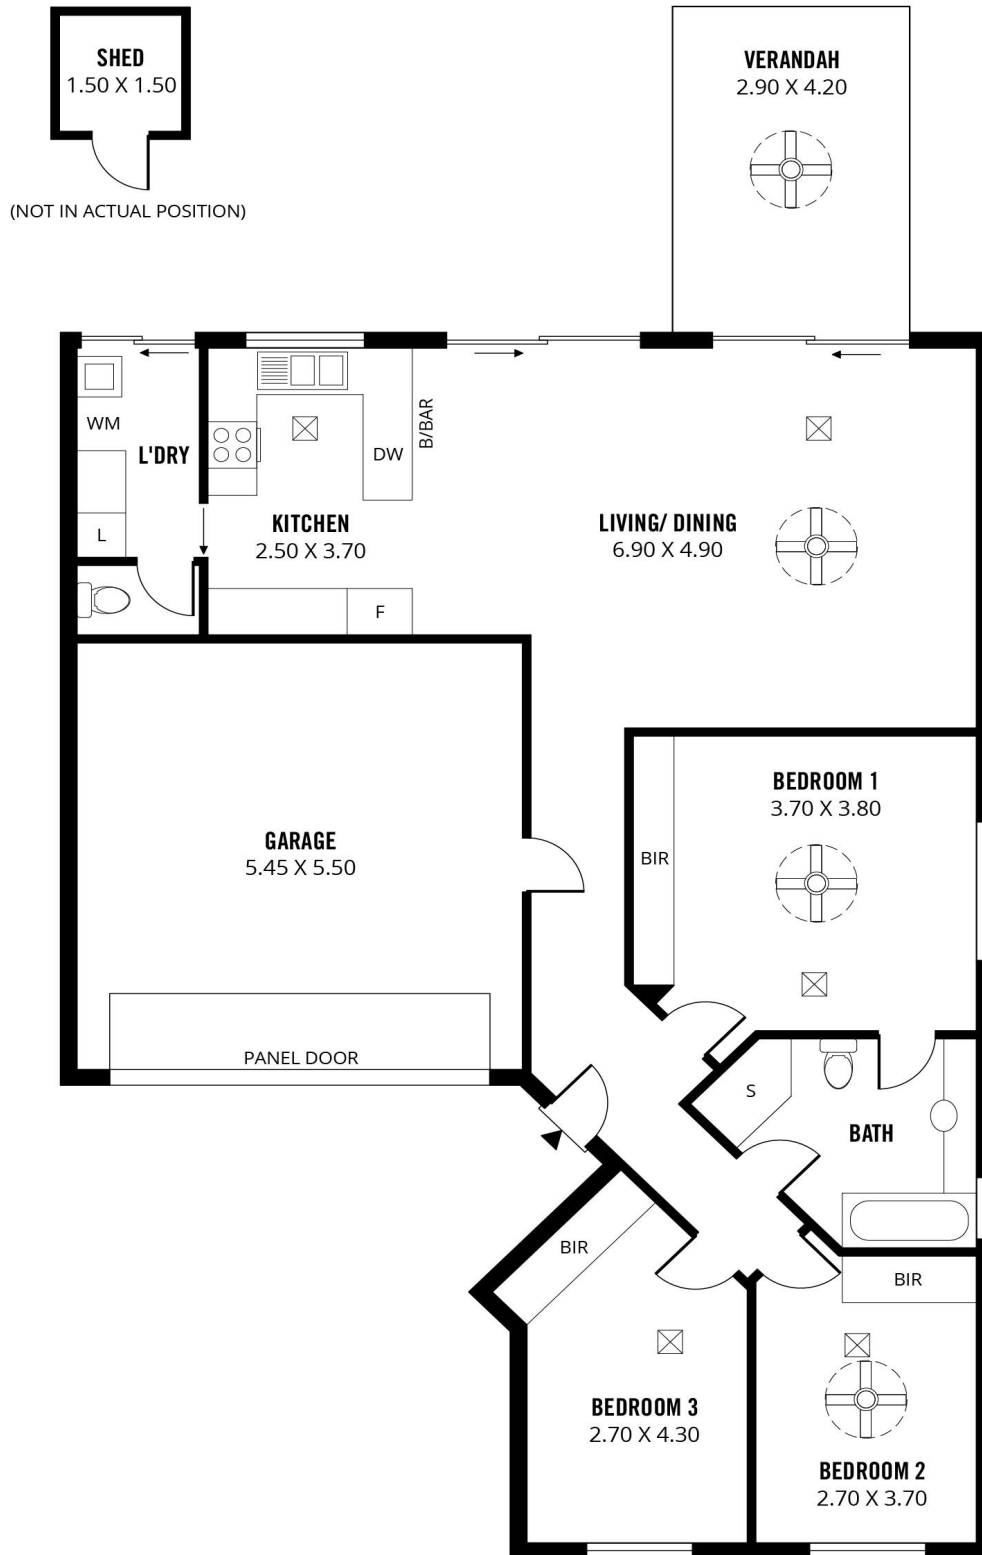 SHED
1.50 X 1.50
(NOT IN ACTUAL POSITION)
VERANDAH
2.90 X 4.20
WM
L'DRY
L
B/BAR
DW
KITCHEN
2.50 X 3.70
F
LIVING/ DINING
6.90 X 4.90
GARAGE
5.45 X 5.50
PANEL DOOR
BEDROOM 1
3.70 X 3.80
BIR
S
BATH
BIR
BIR
BEDROOM 3
2.70 X 4.30
BEDROOM 2
2.70 X 3.70